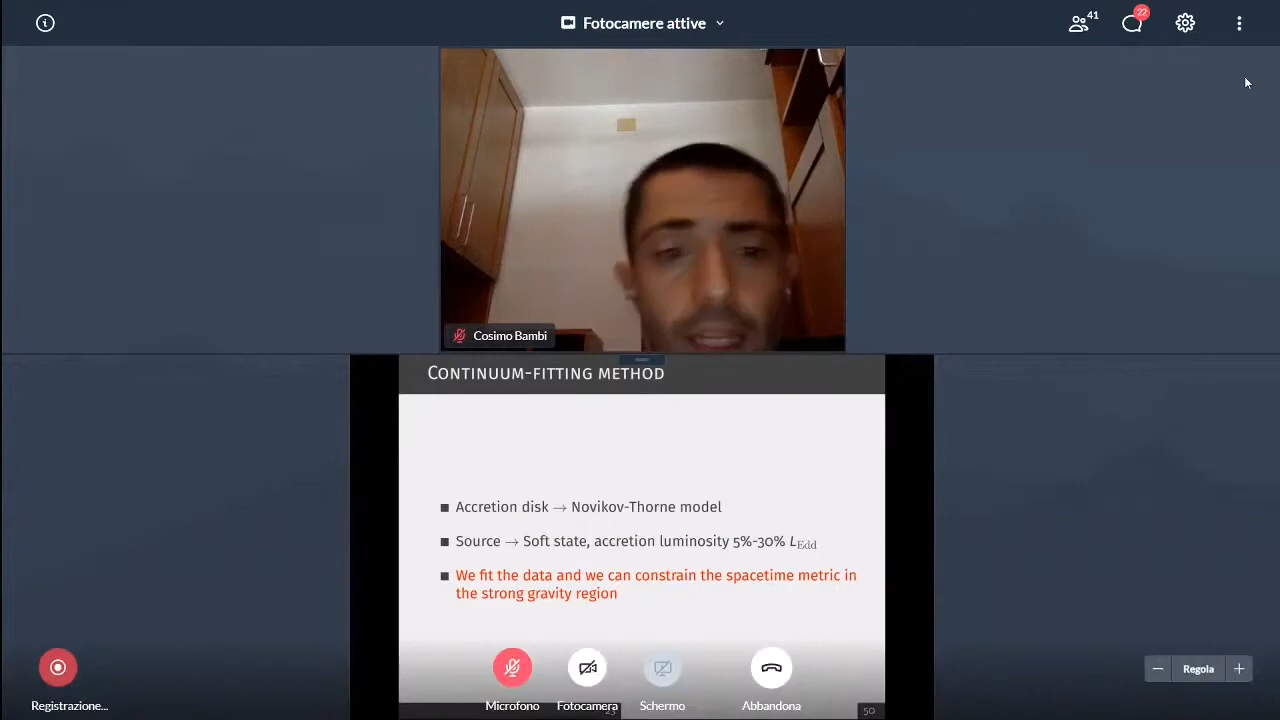 Fotocamere attive
41
22
Cosimo Bambi
Continuum-fitting method
■ Accretion disk → Novikov-Thorne model
■ Source → Soft state, accretion luminosity 5%-30% L_Edd
■ We fit the data and we can constrain the spacetime metric in
the strong gravity region
Registrazione...
Microfono
Fotocamera
Schermo
Abbandona
Regola
50